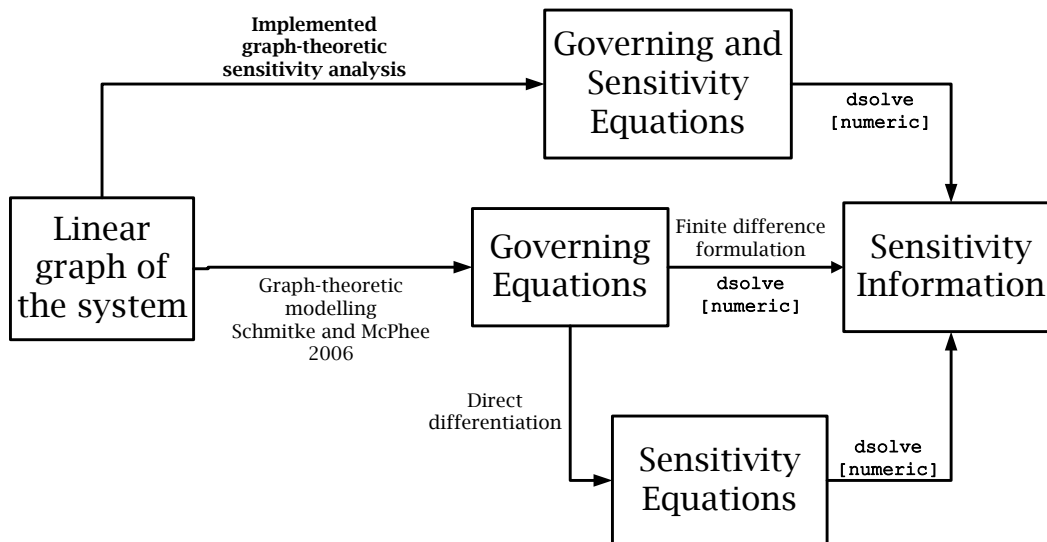 Implemented
graph-theoretic
sensitivity analysis
Governing and
Sensitivity
Equations
dsolve
[numeric]
Linear
graph of
the system
Graph-theoretic
modelling
Schmitke and McPhee
2006
Governing
Equations
Finite difference
formulation
dsolve
[numeric]
Sensitivity
Information
Direct
differentiation
Sensitivity
Equations
dsolve
[numeric]